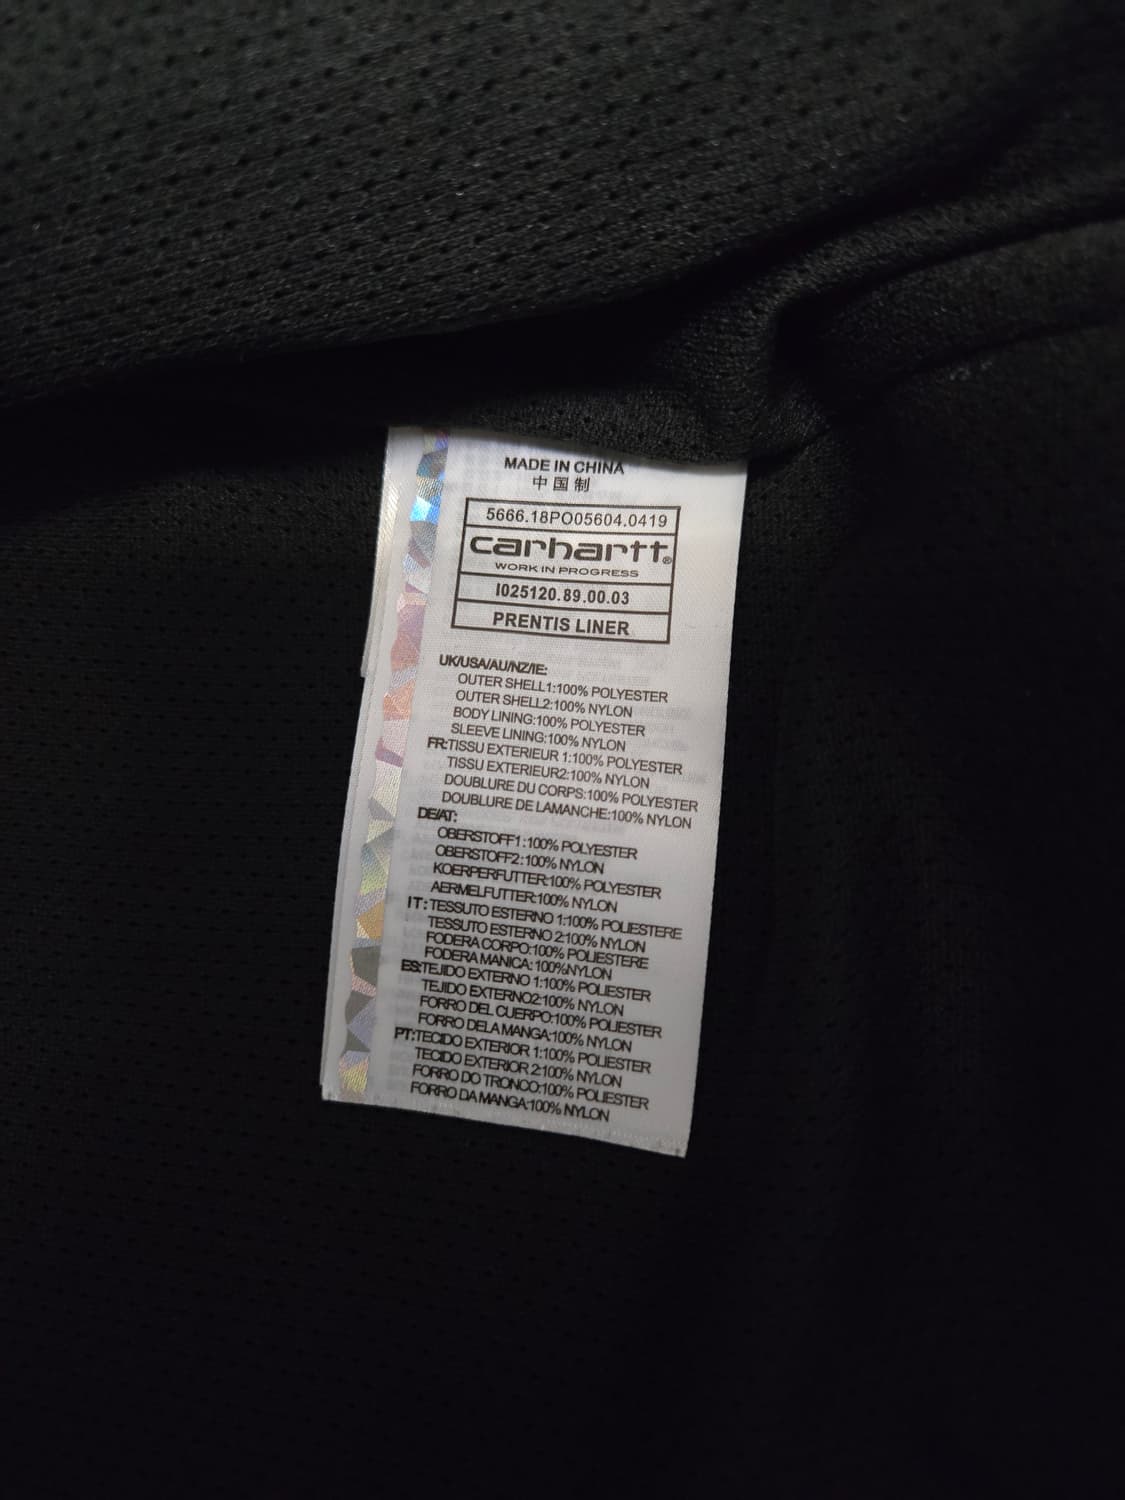 MADE IN CHINA
中国制
5666.18PO05604.0419
carhartt®
WORK IN PROGRESS
I025120.89.00.03
PRENTIS LINER
UK/USA/AU/NZ/IE:
OUTER SHELL1:100% POLYESTER
OUTER SHELL2:100% NYLON
BODY LINING:100% POLYESTER
SLEEVE LINING:100% NYLON
FR:TISSU EXTERIEUR 1:100% POLYESTER
TISSU EXTERIEUR2:100% NYLON
DOUBLURE DU CORPS:100% POLYESTER
DOUBLURE DE LAMANCHE:100% NYLON
DE/AT:
OBERSTOFF1:100% POLYESTER
OBERSTOFF2:100% NYLON
KOERPERFUTTER:100% POLYESTER
AERMELFUTTER:100% NYLON
IT: TESSUTO ESTERNO 1:100% POLIESTERE
TESSUTO ESTERNO 2:100% NYLON
FODERA CORPO:100% POLIESTERE
FODERA MANICA: 100%NYLON
ES:TEJIDO EXTERNO 1:100% POLIESTER
TEJIDO EXTERNO2:100% NYLON
FORRO DEL CUERPO:100% POLIESTER
FORRO DELA MANGA:100% NYLON
PT:TECIDO EXTERIOR 1:100% POLIESTER
TECIDO EXTERIOR 2:100% NYLON
FORRO DO TRONCO:100% POLIESTER
FORRO DA MANGA:100% NYLON